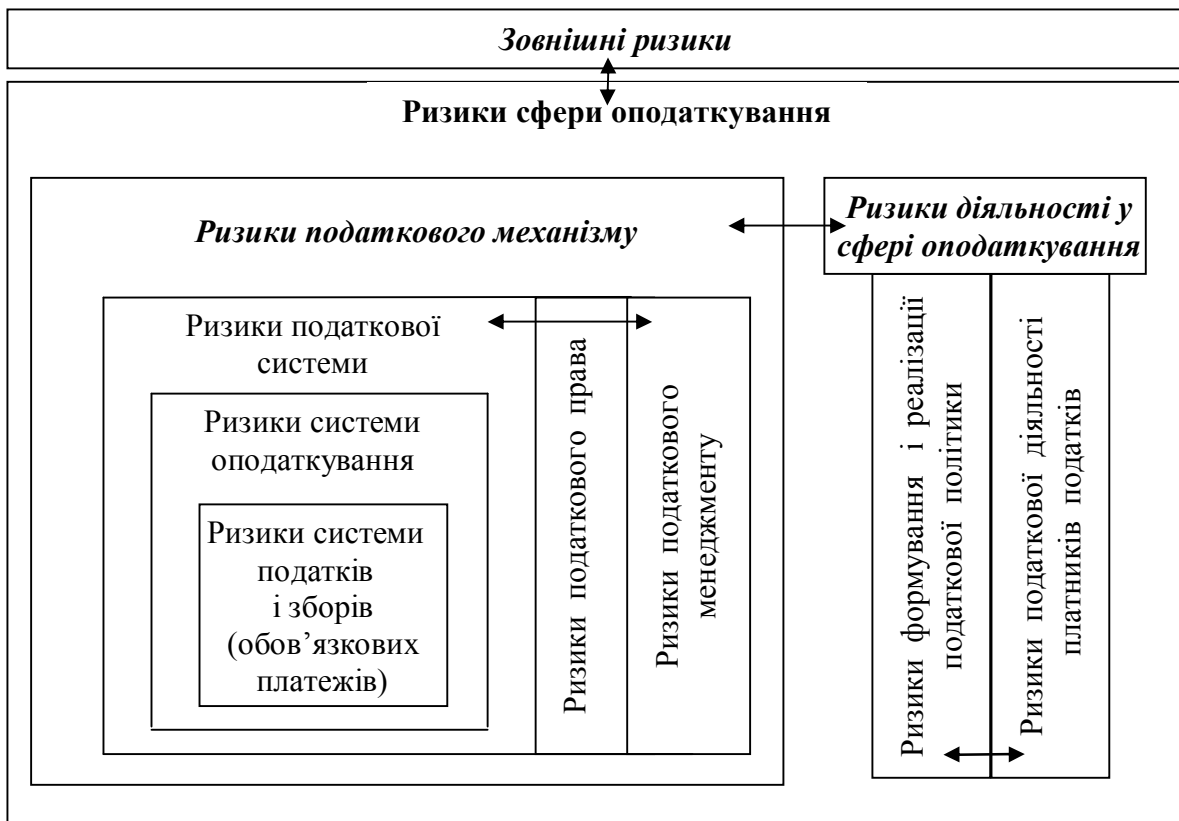 Зовнішні ризики
Ризики сфери оподаткування
Ризики податкового механізму
Ризики діяльності у
сфері оподаткування
Ризики податкової
системи
Ризики системи
оподаткування
Ризики системи
податків
і зборів
(обов’язкових
платежів)
Ризики податкового права
Ризики податкового
менеджменту
Ризики формування і реалізації
податкової політики
Ризики податкової діяльності
платників податків